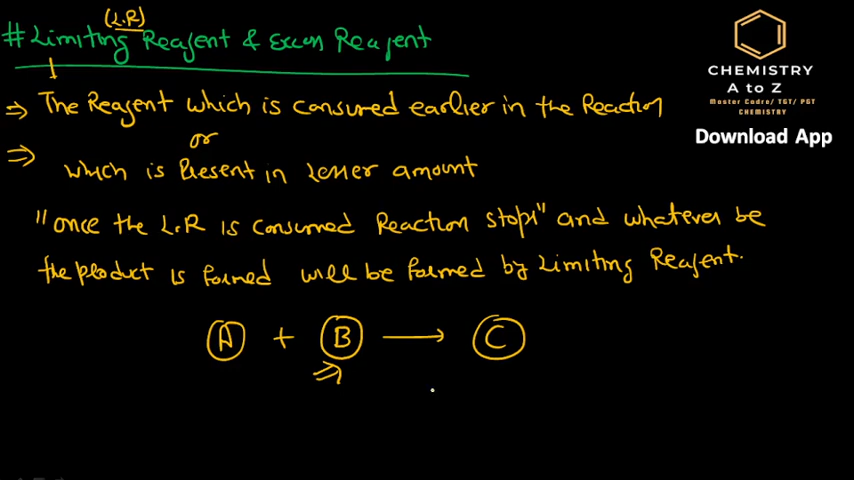 (L.R)
# Limiting Reagent & Excess Reagent
⇒ The Reagent which is consumed earlier in the Reaction
or
⇒ which is Present in lesser amount
"once the L.R is consumed Reaction stops" and whatever be
the product is formed will be formed by Limiting Reagent.
A + B → C
CHEMISTRY
A to Z
Master Cadre/ TGT/ PGT
CHEMISTRY
Download App